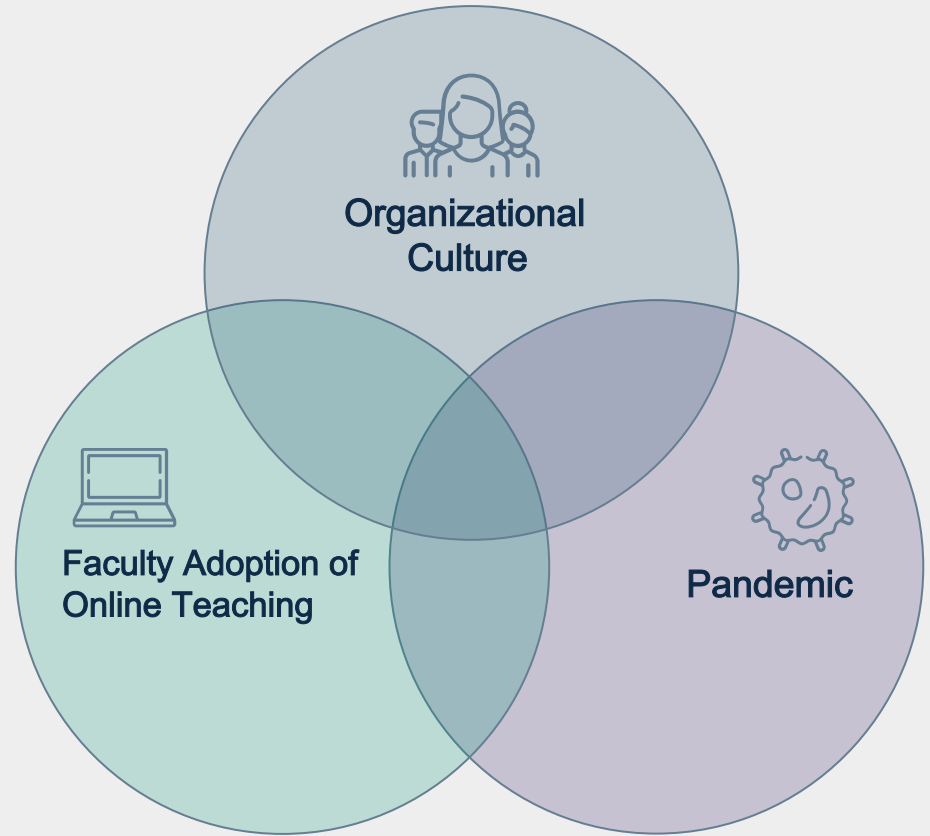 Organizational
Culture
Faculty Adoption of
Online Teaching
Pandemic